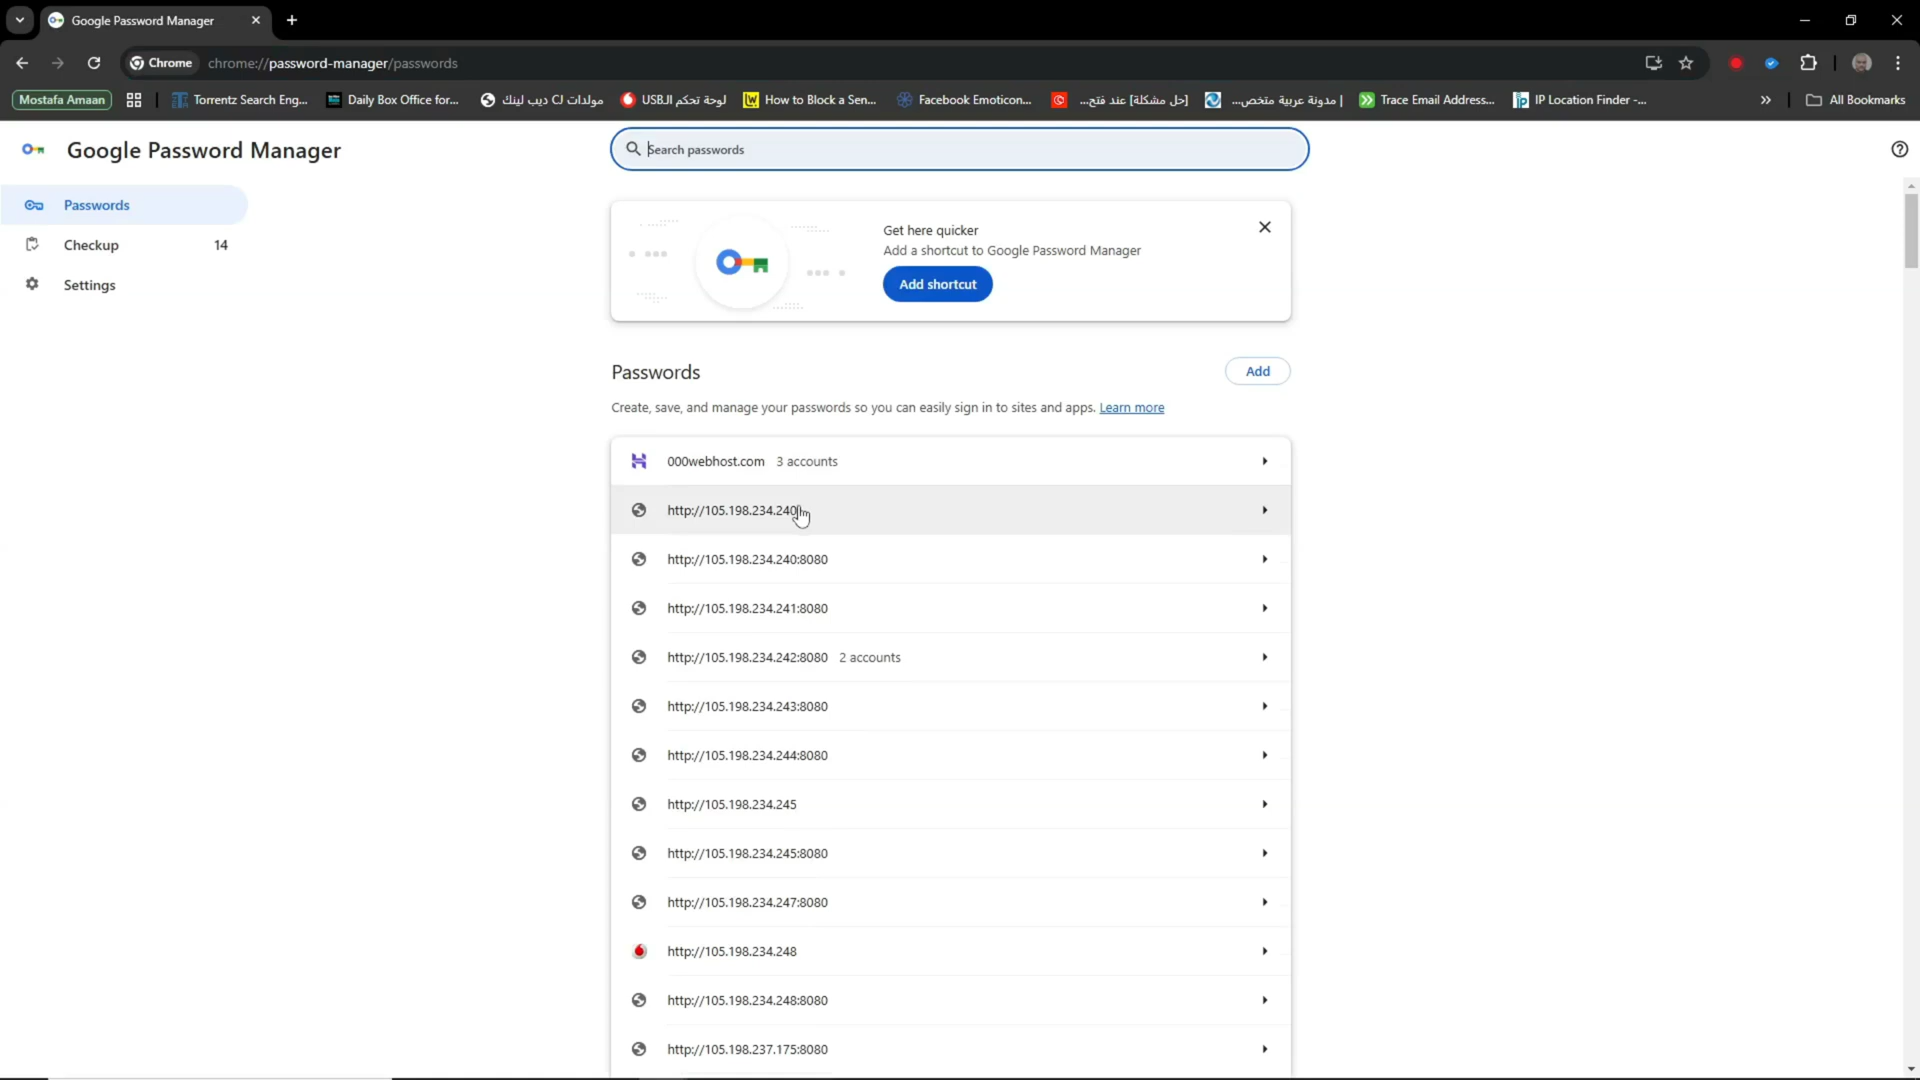 Google Password Manager
Chrome
chrome://password-manager/passwords
Mostafa Amaan
Torrentz Search Eng...
Daily Box Office for...
مولدات CJ ديب لينك
لوحة تحكم الـUSB
How to Block a Sen...
Facebook Emoticon...
[حل مشكلة] عند فتح...
| مدونة عربية متخص...
Trace Email Address...
IP Location Finder -...
All Bookmarks
Google Password Manager
Search passwords
Passwords
Checkup 14
Settings
Get here quicker
Add a shortcut to Google Password Manager
Add shortcut
Passwords
Add
Create, save, and manage your passwords so you can easily sign in to sites and apps. Learn more
000webhost.com 3 accounts
http://105.198.234.240
http://105.198.234.240:8080
http://105.198.234.241:8080
http://105.198.234.242:8080 2 accounts
http://105.198.234.243:8080
http://105.198.234.244:8080
http://105.198.234.245
http://105.198.234.245:8080
http://105.198.234.247:8080
http://105.198.234.248
http://105.198.234.248:8080
http://105.198.237.175:8080